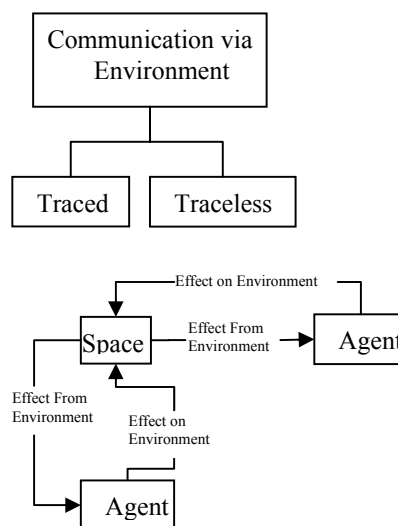 Communication via
Environment
Traced
Traceless
Effect on Environment
Space
Effect From
Environment
Agent
Effect From
Environment
Effect on
Environment
Agent